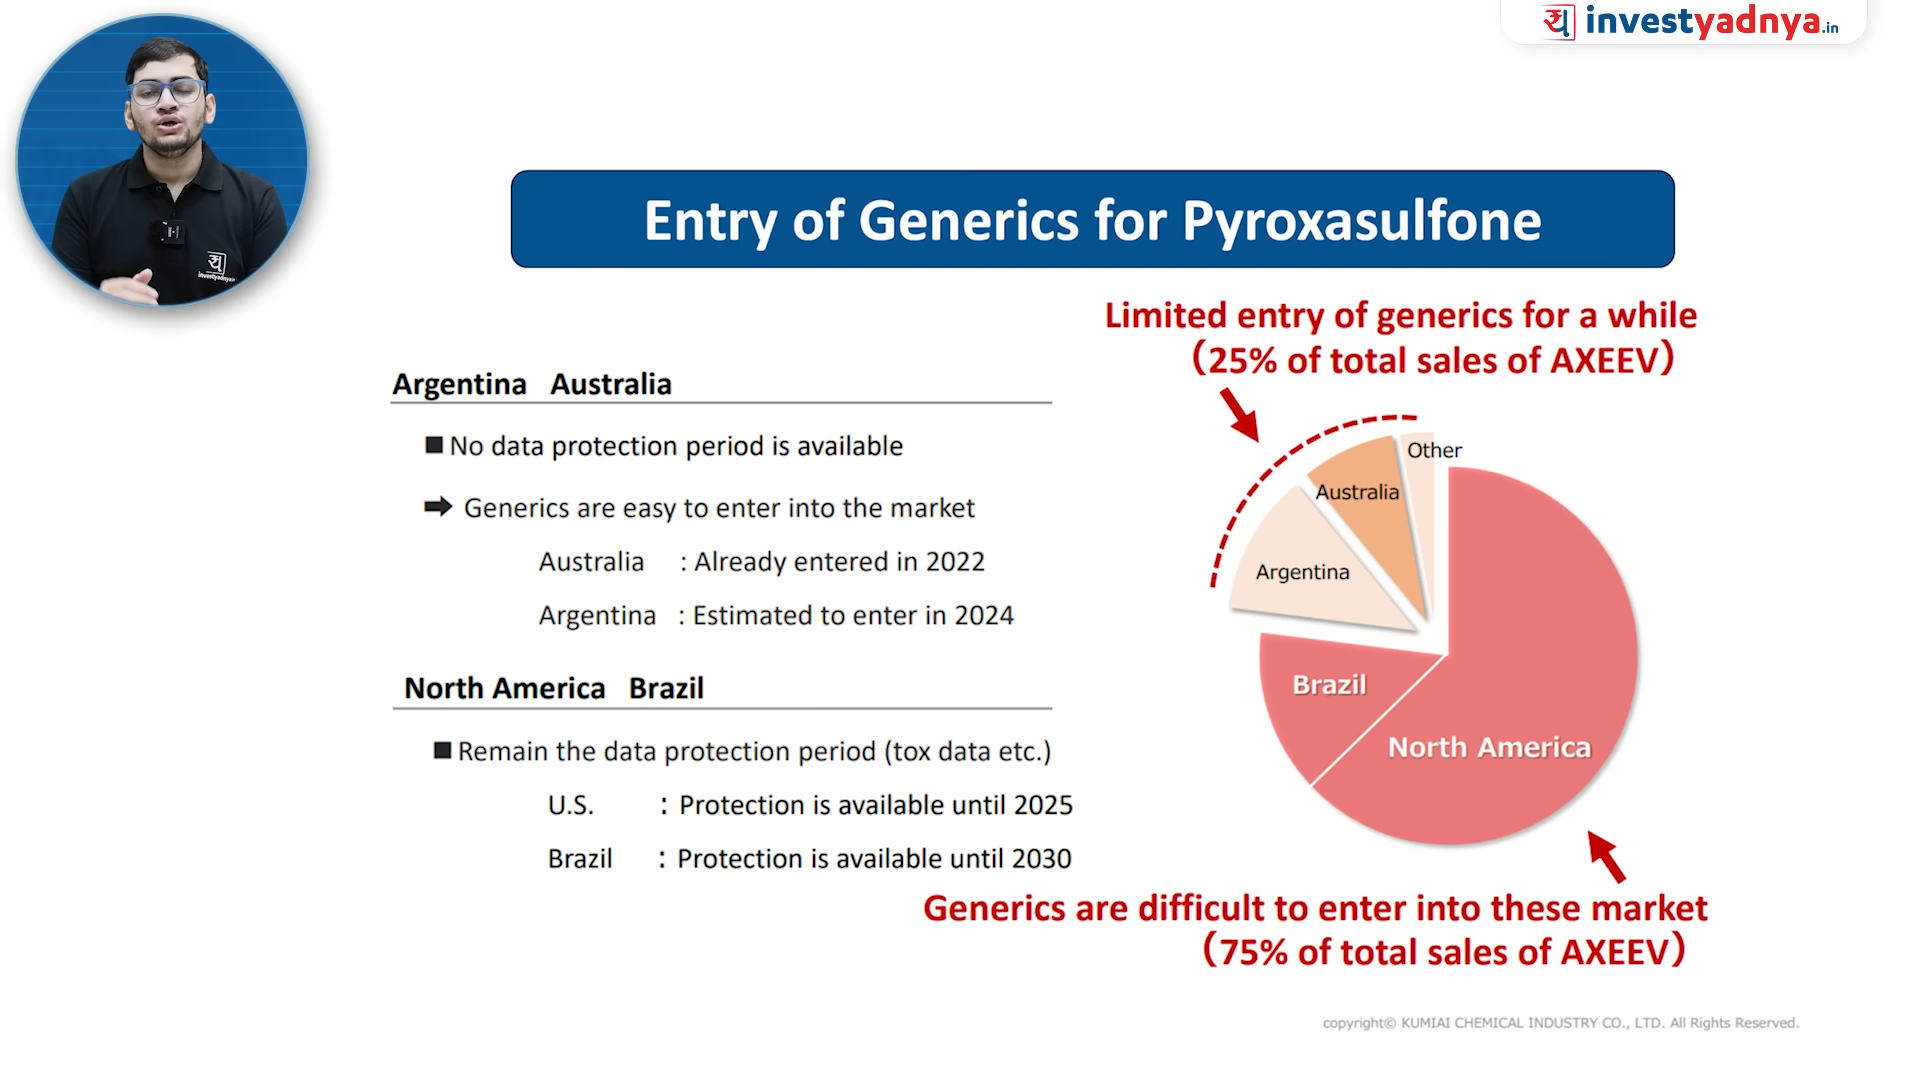 investyadnya.in
investyadnya.in
Entry of Generics for Pyroxasulfone
Limited entry of generics for a while
(25% of total sales of AXEEV)
Argentina Australia
■ No data protection period is available
➡ Generics are easy to enter into the market
Australia : Already entered in 2022
Argentina : Estimated to enter in 2024
North America Brazil
■ Remain the data protection period (tox data etc.)
U.S. : Protection is available until 2025
Brazil : Protection is available until 2030
Other
Australia
Argentina
Brazil
North America
Generics are difficult to enter into these market
(75% of total sales of AXEEV)
copyright© KUMIAI CHEMICAL INDUSTRY CO., LTD. All Rights Reserved.